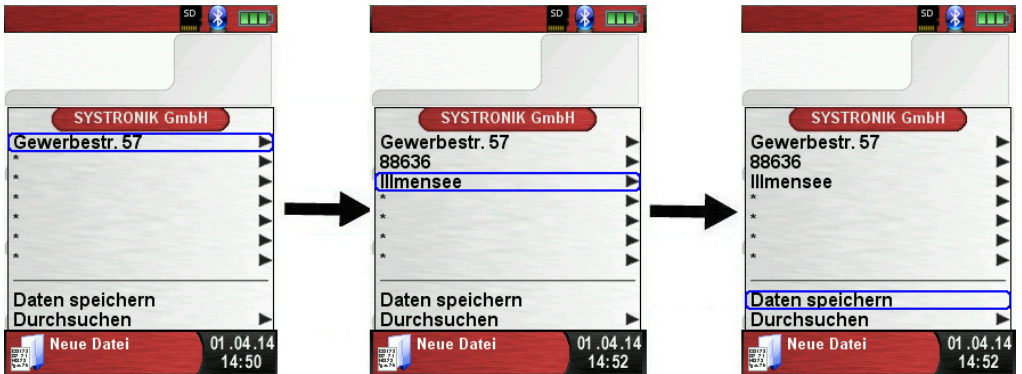 SD
SYSTRONIK GmbH
Gewerbestr. 57
*
*
*
*
*
*
Daten speichern
Durchsuchen
Neue Datei
01.04.14
14:50
SD
SYSTRONIK GmbH
Gewerbestr. 57
88636
Illmensee
*
*
*
*
Daten speichern
Durchsuchen
Neue Datei
01.04.14
14:52
SD
SYSTRONIK GmbH
Gewerbestr. 57
88636
Illmensee
*
*
*
*
Daten speichern
Durchsuchen
Neue Datei
01.04.14
14:52